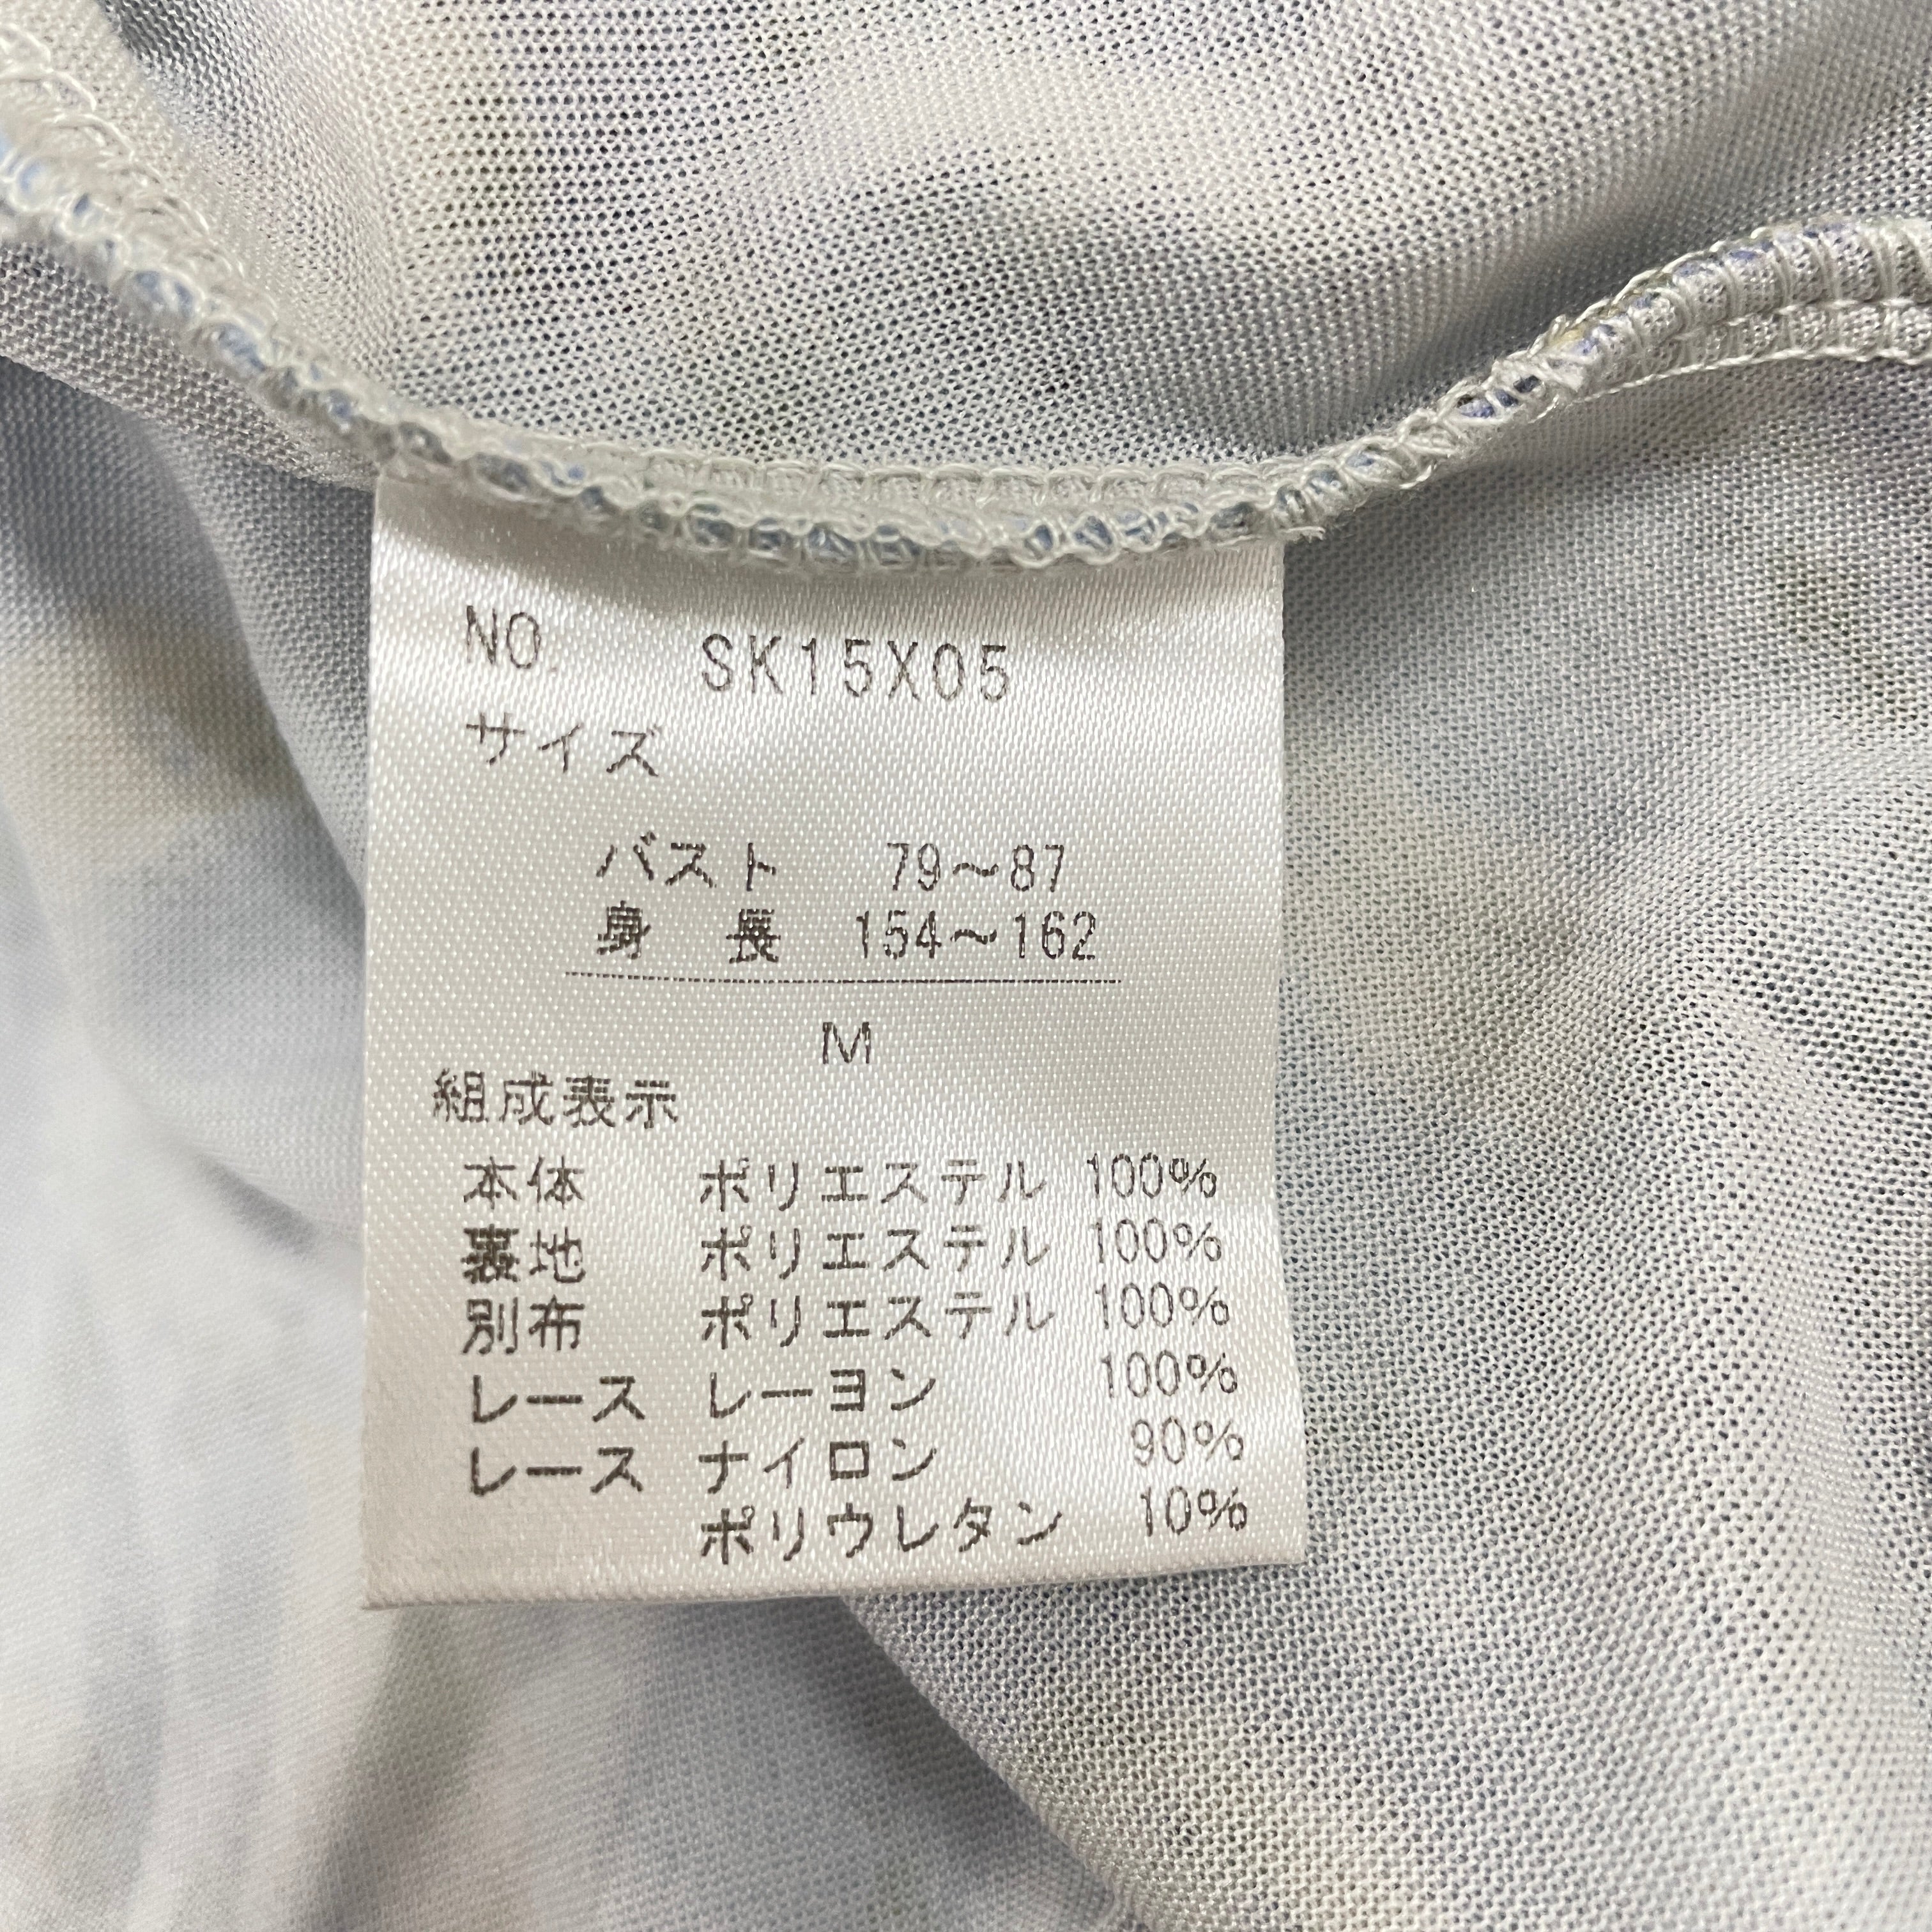 NO. SK15X05
サイズ
バスト 79～87
身長 154～162
M
組成表示
本体 ポリエステル 100%
裏地 ポリエステル 100%
別布 ポリエステル 100%
レース レーヨン 100%
レース ナイロン 90%
ポリウレタン 10%